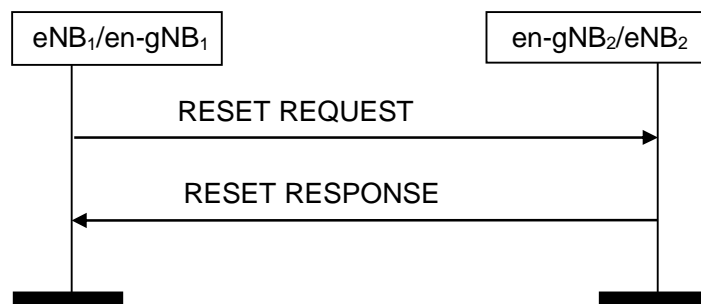 eNB₁/en-gNB₁
en-gNB₂/eNB₂
RESET REQUEST
RESET RESPONSE